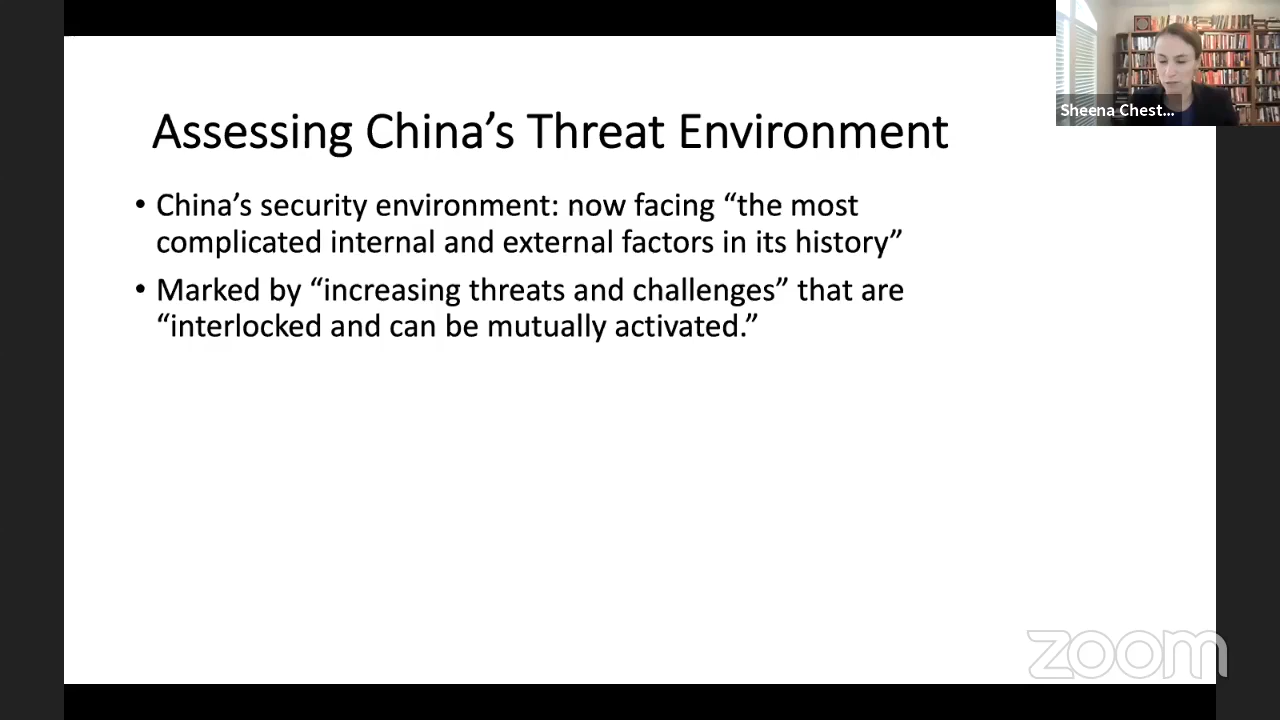 Sheena Chest...
Assessing China’s Threat Environment
• China’s security environment: now facing “the most
complicated internal and external factors in its history”
• Marked by “increasing threats and challenges” that are
“interlocked and can be mutually activated.”
zoom